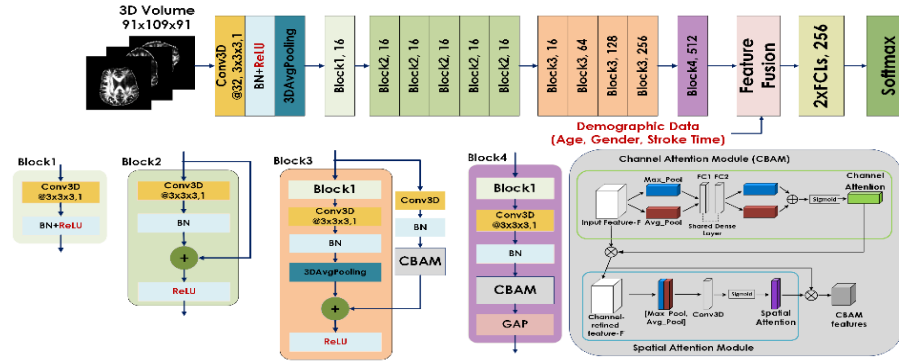 3D Volume
91x109x91
Conv3D
@32, 3x3x3,1
BN+ReLU
3DAvgPooling
Block1, 16
Block2, 16
Block2, 16
Block2, 16
Block2, 16
Block2, 16
Block3, 16
Block3, 64
Block3, 128
Block3, 256
Block4, 512
Feature
Fusion
2xFCLs, 256
Softmax
Demographic Data
(Age, Gender, Stroke Time)
Block1
Conv3D
@3x3x3,1
BN+ReLU
Block2
Conv3D
@3x3x3,1
BN
+
ReLU
Block3
Block1
Conv3D
@3x3x3,1
BN
3DAvgPooling
+
ReLU
Conv3D
BN
CBAM
Block4
Block1
Conv3D
@3x3x3,1
BN
CBAM
GAP
Channel Attention Module (CBAM)
Input Feature-F
Max_Pool
Avg_Pool
FC1 FC2
Shared Dense
Layer
Sigmoid
Channel
Attention
Channel-
refined
feature-F
[Max_Pool,
Avg_Pool]
Conv3D
Sigmoid
Spatial
Attention
CBAM
features
Spatial Attention Module